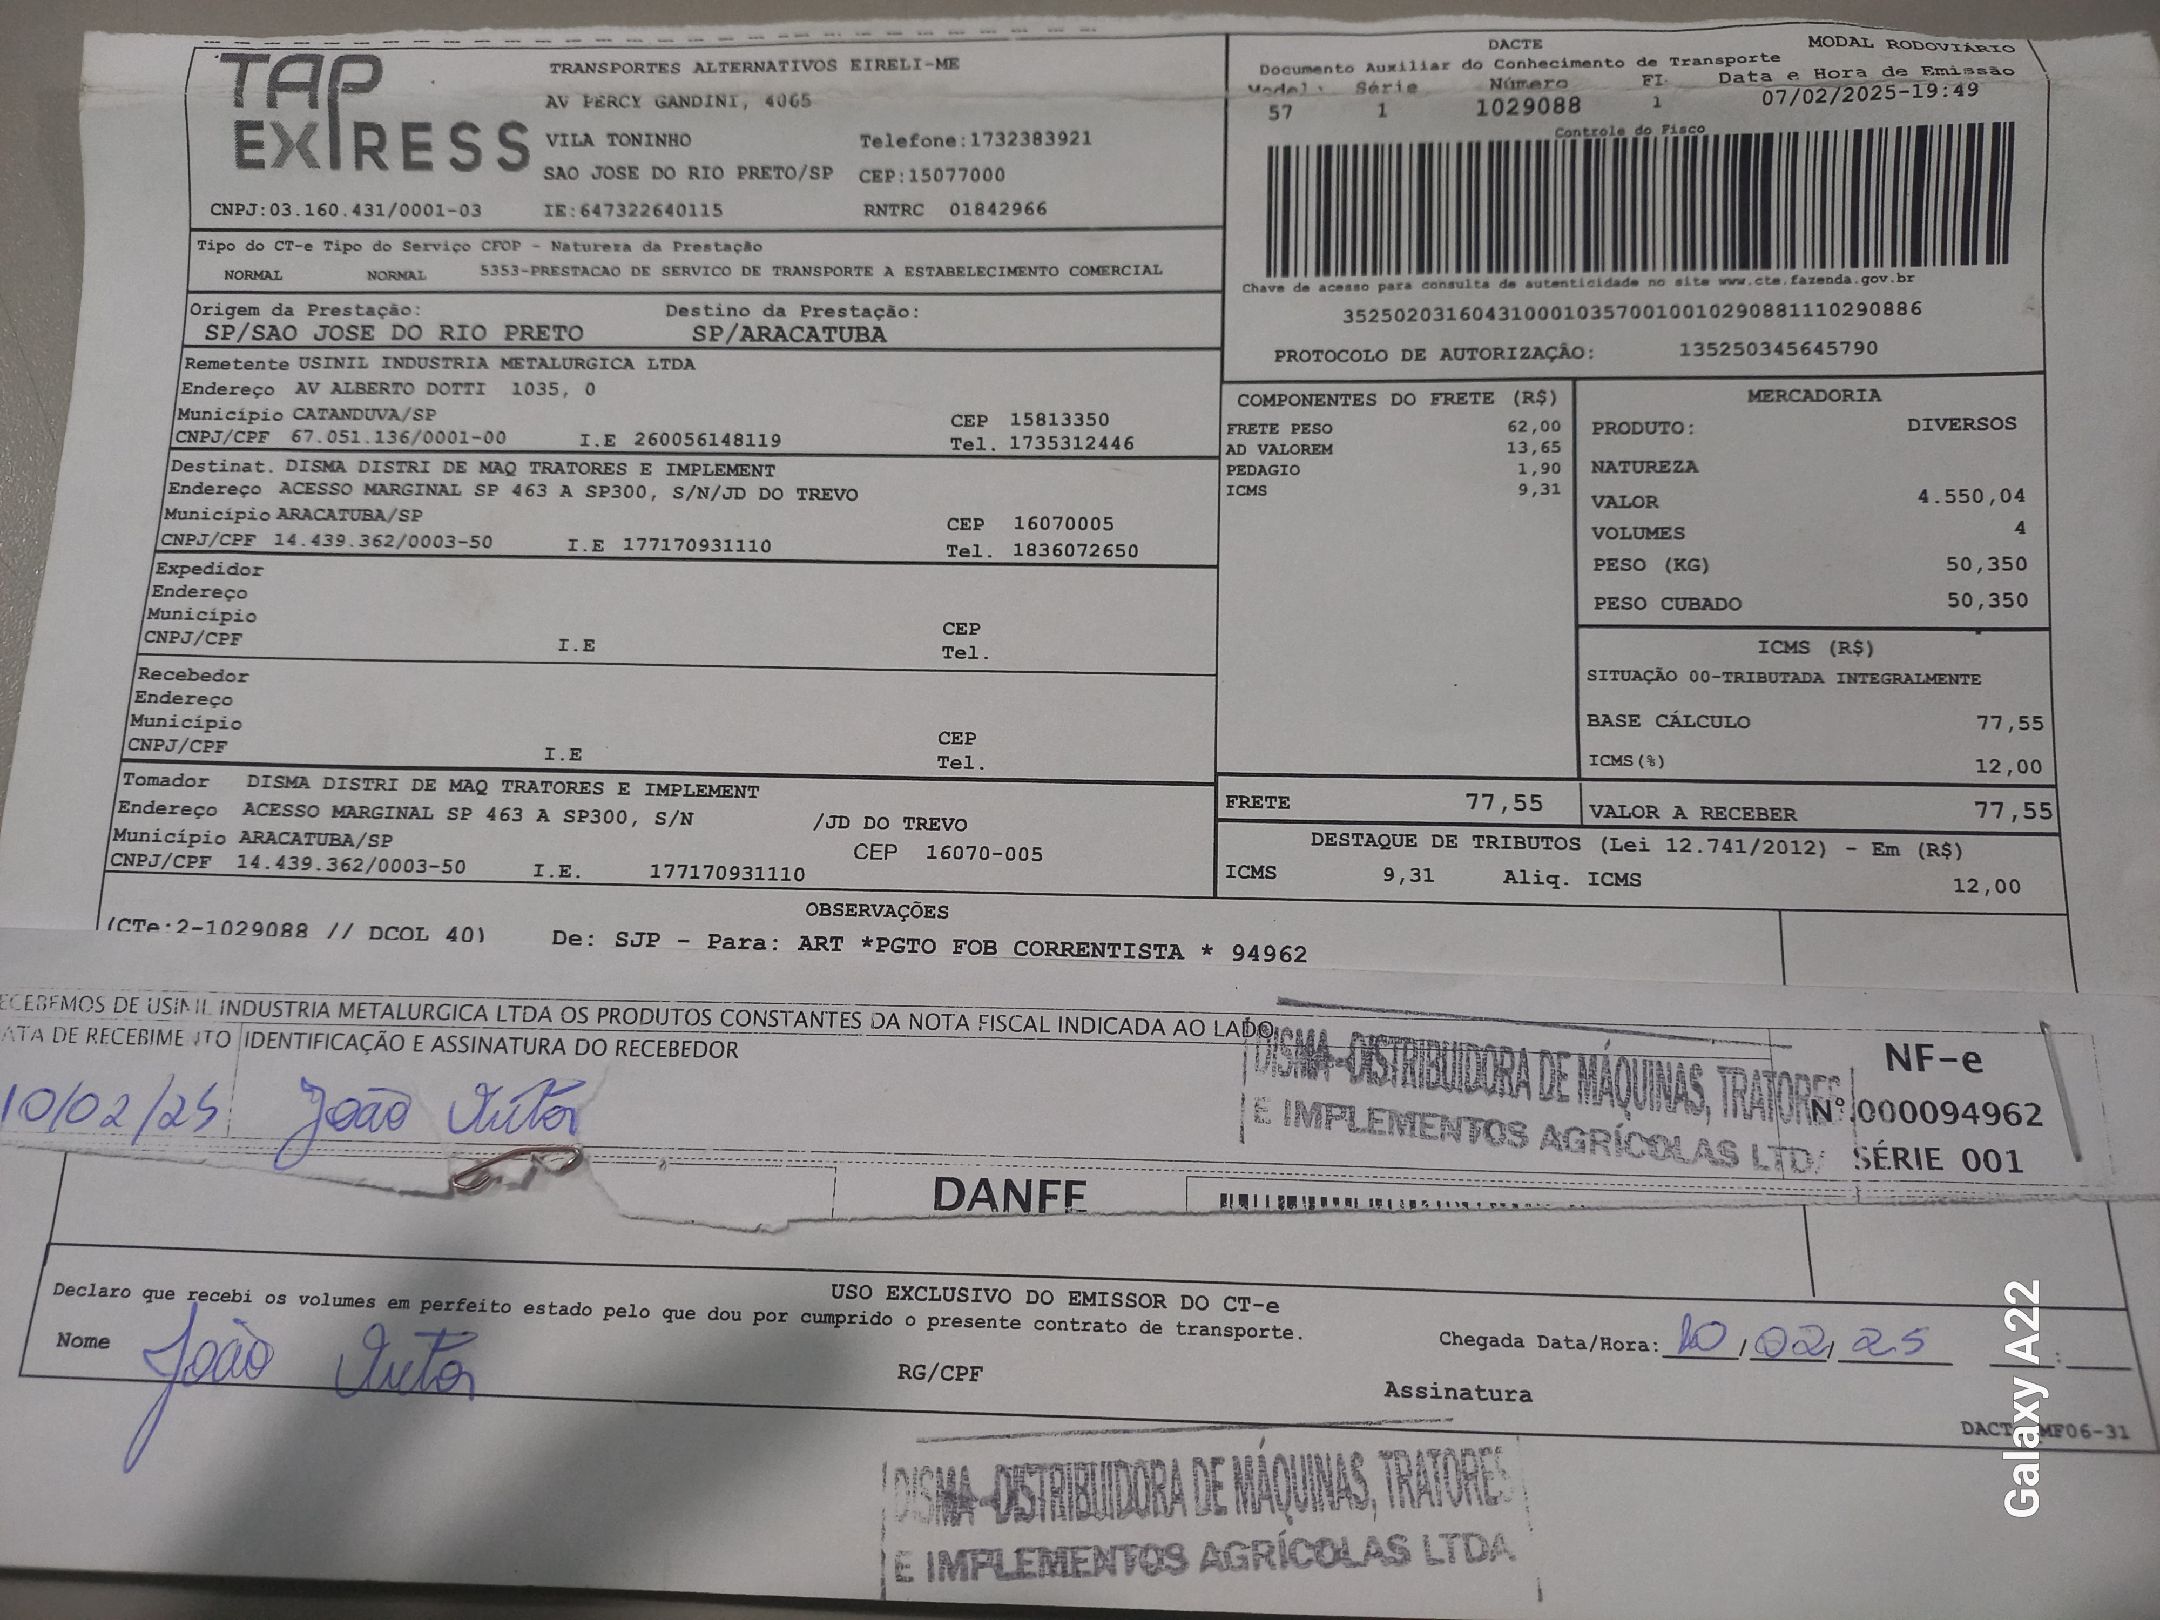 TAP EXPRESS
TRANSPORTES ALTERNATIVOS EIRELI-ME
AV PERCY GANDINI, 4065
VILA TONINHO Telefone:1732383921
SAO JOSE DO RIO PRETO/SP CEP:15077000
CNPJ:03.160.431/0001-03 IE:647322640115 RNTRC 01842966
DACTE MODAL RODOVIÁRIO
Documento Auxiliar do Conhecimento de Transporte
Série Número Fl. Data e Hora de Emissão
57 1 1029088 1 07/02/2025-19:49
Controle do Fisco
Chave de acesso para consulta de autenticidade no site www.cte.fazenda.gov.br
35250203160431000103570010010290881110290886
PROTOCOLO DE AUTORIZAÇÃO: 135250345645790
Tipo do CT-e Tipo do Serviço CFOP - Natureza da Prestação
NORMAL NORMAL 5353-PRESTACAO DE SERVICO DE TRANSPORTE A ESTABELECIMENTO COMERCIAL
Origem da Prestação: Destino da Prestação:
SP/SAO JOSE DO RIO PRETO SP/ARACATUBA
Remetente USINIL INDUSTRIA METALURGICA LTDA
Endereço AV ALBERTO DOTTI 1035, 0
Município CATANDUVA/SP CEP 15813350
CNPJ/CPF 67.051.136/0001-00 I.E 260056148119 Tel. 1735312446
Destinat. DISMA DISTRI DE MAQ TRATORES E IMPLEMENT
Endereço ACESSO MARGINAL SP 463 A SP300, S/N/JD DO TREVO
Município ARACATUBA/SP CEP 16070005
CNPJ/CPF 14.439.362/0003-50 I.E 177170931110 Tel. 1836072650
Expedidor
Endereço
Município CEP
CNPJ/CPF I.E Tel.
Recebedor
Endereço
Município CEP
CNPJ/CPF I.E Tel.
Tomador DISMA DISTRI DE MAQ TRATORES E IMPLEMENT
Endereço ACESSO MARGINAL SP 463 A SP300, S/N /JD DO TREVO
Município ARACATUBA/SP CEP 16070-005
CNPJ/CPF 14.439.362/0003-50 I.E. 177170931110
COMPONENTES DO FRETE (R$)
FRETE PESO 62,00
AD VALOREM 13,65
PEDAGIO 1,90
ICMS 9,31
MERCADORIA
PRODUTO: DIVERSOS
NATUREZA
VALOR 4.550,04
VOLUMES 4
PESO (KG) 50,350
PESO CUBADO 50,350
ICMS (R$)
SITUAÇÃO 00-TRIBUTADA INTEGRALMENTE
BASE CÁLCULO 77,55
ICMS(%) 12,00
FRETE 77,55 VALOR A RECEBER 77,55
DESTAQUE DE TRIBUTOS (Lei 12.741/2012) - Em (R$)
ICMS 9,31 Aliq. ICMS 12,00
OBSERVAÇÕES
(CTe:2-1029088 // DCOL 40) De: SJP - Para: ART *PGTO FOB CORRENTISTA * 94962
ECEBEMOS DE USINIL INDUSTRIA METALURGICA LTDA OS PRODUTOS CONSTANTES DA NOTA FISCAL INDICADA AO LADO
ATA DE RECEBIMENTO IDENTIFICAÇÃO E ASSINATURA DO RECEBEDOR
10/02/25 João Vitor
DISMA-DISTRIBUIDORA DE MÁQUINAS, TRATORES
E IMPLEMENTOS AGRÍCOLAS LTDA
NF-e
Nº 000094962
SÉRIE 001
DANFE
USO EXCLUSIVO DO EMISSOR DO CT-e
Declaro que recebi os volumes em perfeito estado pelo que dou por cumprido o presente contrato de transporte.
Nome João Vitor RG/CPF Chegada Data/Hora: 10/02/25 __:__
Assinatura
DACT MF06-31
DISMA-DISTRIBUIDORA DE MÁQUINAS, TRATORES
E IMPLEMENTOS AGRÍCOLAS LTDA
Galaxy A22